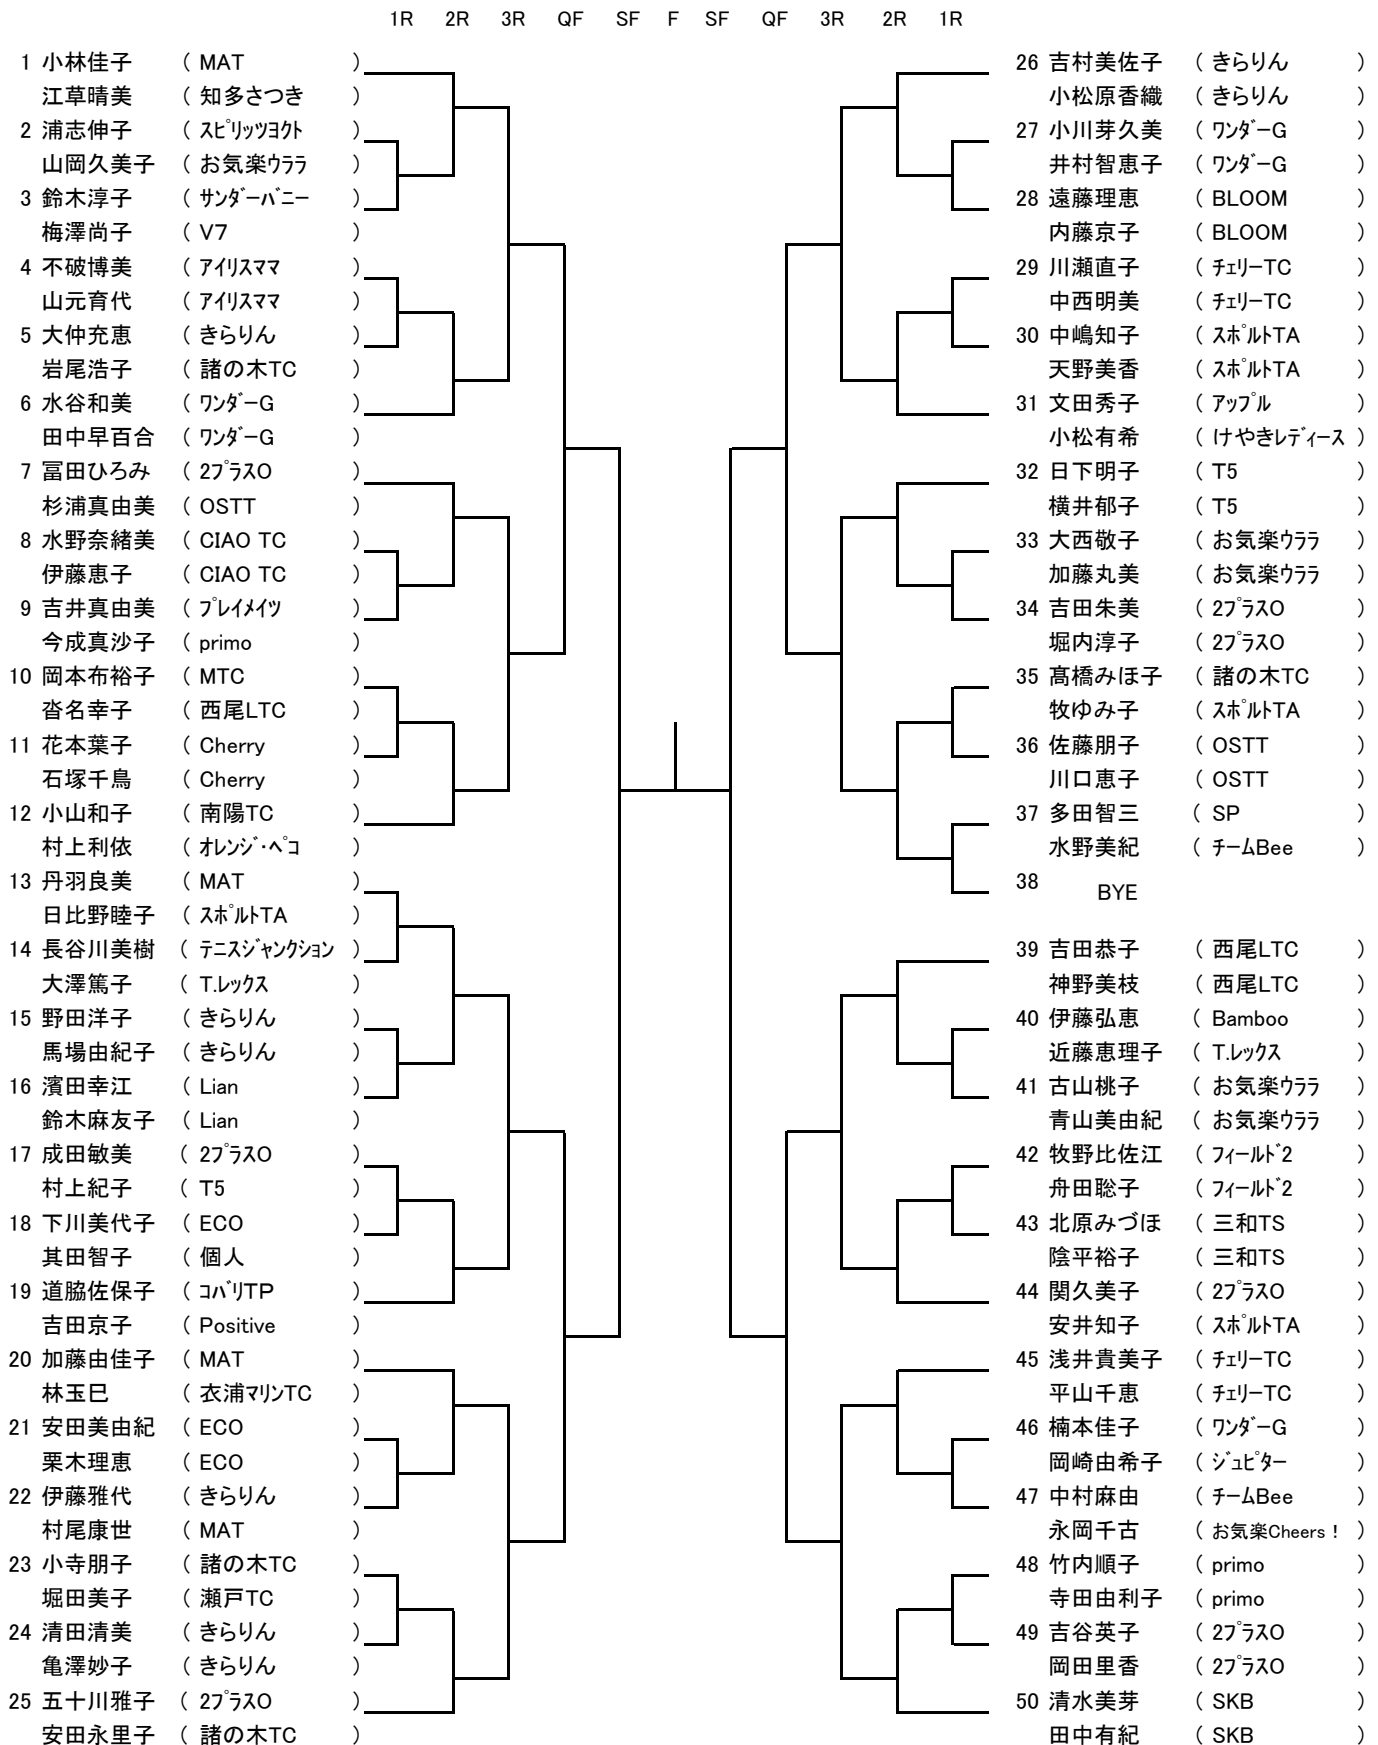 1R 2R 3R QF SF F SF QF 3R 2R 1R
1 小林佳子 ( MAT )
江草晴美 ( 知多さつき )
2 浦志伸子 ( ｽﾋﾟﾘｯﾂﾖｸﾄ )
山岡久美子 ( お気楽ｳﾗﾗ )
3 鈴木淳子 ( ｻﾝﾀﾞｰﾊﾞﾆｰ )
梅澤尚子 ( V7 )
4 不破博美 ( ｱｲﾘｽﾏﾏ )
山元育代 ( ｱｲﾘｽﾏﾏ )
5 大仲充恵 ( きらりん )
岩尾浩子 ( 諸の木TC )
6 水谷和美 ( ﾜﾝﾀﾞｰG )
田中早百合 ( ﾜﾝﾀﾞｰG )
7 冨田ひろみ ( 2ﾌﾟﾗｽO )
杉浦真由美 ( OSTT )
8 水野奈緒美 ( CIAO TC )
伊藤恵子 ( CIAO TC )
9 吉井真由美 ( ﾌﾟﾚｲﾒｲﾂ )
今成真沙子 ( primo )
10 岡本布裕子 ( MTC )
沓名幸子 ( 西尾LTC )
11 花本葉子 ( Cherry )
石塚千鳥 ( Cherry )
12 小山和子 ( 南陽TC )
村上利依 ( ｵﾚﾝｼﾞ･ﾍﾟｺ )
13 丹羽良美 ( MAT )
日比野睦子 ( ｽﾎﾟﾙﾄTA )
14 長谷川美樹 ( ﾃﾆｽｼﾞｬﾝｸｼｮﾝ )
大澤篤子 ( T.ﾚｯｸｽ )
15 野田洋子 ( きらりん )
馬場由紀子 ( きらりん )
16 濱田幸江 ( Lian )
鈴木麻友子 ( Lian )
17 成田敏美 ( 2ﾌﾟﾗｽO )
村上紀子 ( T5 )
18 下川美代子 ( ECO )
其田智子 ( 個人 )
19 道脇佐保子 ( ｺﾊﾞﾘTP )
吉田京子 ( Positive )
20 加藤由佳子 ( MAT )
林玉巳 ( 衣浦ﾏﾘﾝTC )
21 安田美由紀 ( ECO )
栗木理恵 ( ECO )
22 伊藤雅代 ( きらりん )
村尾康世 ( MAT )
23 小寺朋子 ( 諸の木TC )
堀田美子 ( 瀬戸TC )
24 清田清美 ( きらりん )
亀澤妙子 ( きらりん )
25 五十川雅子 ( 2ﾌﾟﾗｽO )
安田永里子 ( 諸の木TC )
26 吉村美佐子 ( きらりん )
小松原香織 ( きらりん )
27 小川芽久美 ( ﾜﾝﾀﾞｰG )
井村智恵子 ( ﾜﾝﾀﾞｰG )
28 遠藤理恵 ( BLOOM )
内藤京子 ( BLOOM )
29 川瀬直子 ( ﾁｪﾘｰTC )
中西明美 ( ﾁｪﾘｰTC )
30 中嶋知子 ( ｽﾎﾟﾙﾄTA )
天野美香 ( ｽﾎﾟﾙﾄTA )
31 文田秀子 ( ｱｯﾌﾟﾙ )
小松有希 ( けやきﾚﾃﾞｨｰｽ )
32 日下明子 ( T5 )
横井郁子 ( T5 )
33 大西敬子 ( お気楽ｳﾗﾗ )
加藤丸美 ( お気楽ｳﾗﾗ )
34 吉田朱美 ( 2ﾌﾟﾗｽO )
堀内淳子 ( 2ﾌﾟﾗｽO )
35 髙橋みほ子 ( 諸の木TC )
牧ゆみ子 ( ｽﾎﾟﾙﾄTA )
36 佐藤朋子 ( OSTT )
川口恵子 ( OSTT )
37 多田智三 ( SP )
水野美紀 ( ﾁｰﾑBee )
38
BYE
39 吉田恭子 ( 西尾LTC )
神野美枝 ( 西尾LTC )
40 伊藤弘恵 ( Bamboo )
近藤恵理子 ( T.ﾚｯｸｽ )
41 古山桃子 ( お気楽ｳﾗﾗ )
青山美由紀 ( お気楽ｳﾗﾗ )
42 牧野比佐江 ( ﾌｨｰﾙﾄﾞ2 )
舟田聡子 ( ﾌｨｰﾙﾄﾞ2 )
43 北原みづほ ( 三和TS )
陰平裕子 ( 三和TS )
44 関久美子 ( 2ﾌﾟﾗｽO )
安井知子 ( ｽﾎﾟﾙﾄTA )
45 浅井貴美子 ( ﾁｪﾘｰTC )
平山千恵 ( ﾁｪﾘｰTC )
46 楠本佳子 ( ﾜﾝﾀﾞｰG )
岡崎由希子 ( ｼﾞｭﾋﾟﾀｰ )
47 中村麻由 ( ﾁｰﾑBee )
永岡千古 ( お気楽Cheers！ )
48 竹内順子 ( primo )
寺田由利子 ( primo )
49 吉谷英子 ( 2ﾌﾟﾗｽO )
岡田里香 ( 2ﾌﾟﾗｽO )
50 清水美芽 ( SKB )
田中有紀 ( SKB )